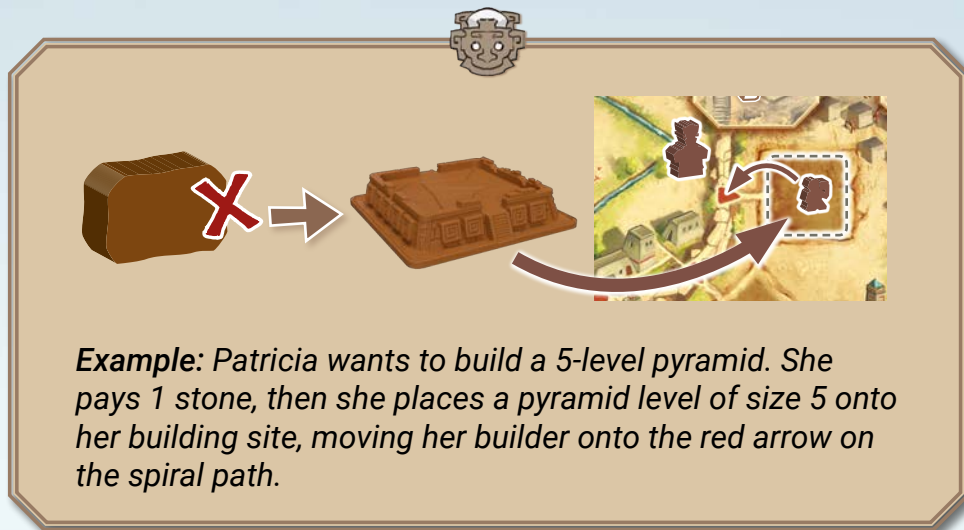 Example: Patricia wants to build a 5-level pyramid. She
pays 1 stone, then she places a pyramid level of size 5 onto
her building site, moving her builder onto the red arrow on
the spiral path.